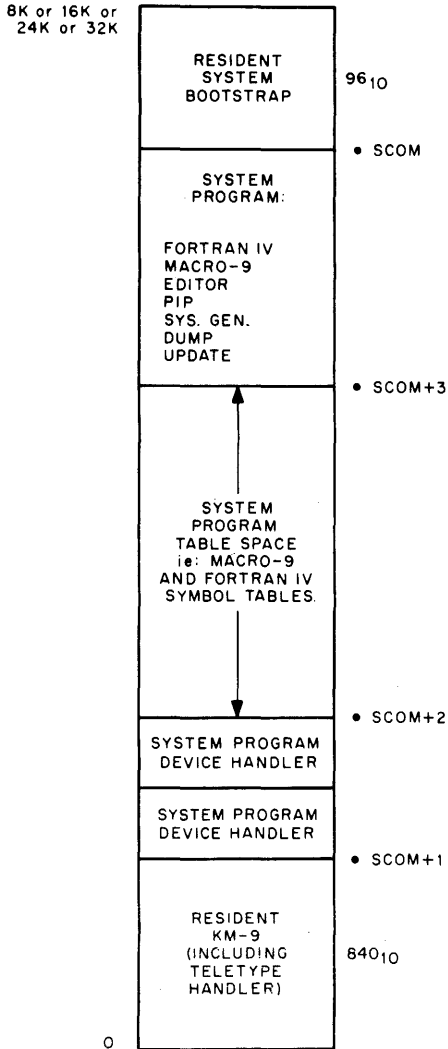 8K or 16K or
24K or 32K
RESIDENT
SYSTEM
BOOTSTRAP
96₁₀
• SCOM
SYSTEM
PROGRAM:
FORTRAN IV
MACRO-9
EDITOR
PIP
SYS. GEN.
DUMP
UPDATE
• SCOM+3
SYSTEM
PROGRAM
TABLE SPACE
ie: MACRO-9
AND FORTRAN IV
SYMBOL TABLES.
• SCOM+2
SYSTEM PROGRAM
DEVICE HANDLER
SYSTEM PROGRAM
DEVICE HANDLER
• SCOM+1
RESIDENT
KM-9
(INCLUDING
TELETYPE
HANDLER)
840₁₀
0